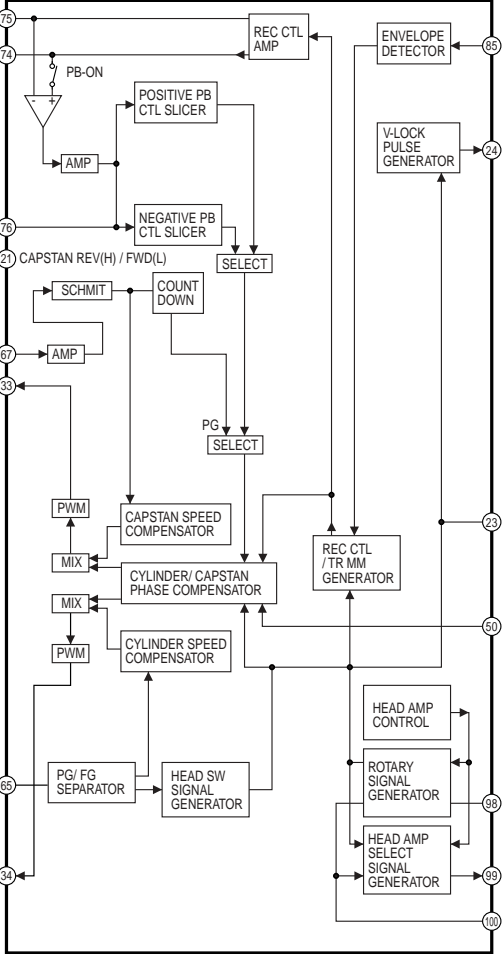 75
REC CTL
AMP
ENVELOPE
DETECTOR
85
74
PB-ON
-
+
POSITIVE PB
CTL SLICER
V-LOCK
PULSE
GENERATOR
24
AMP
76
NEGATIVE PB
CTL SLICER
21
CAPSTAN REV(H) / FWD(L)
SELECT
SCHMIT
COUNT
DOWN
67
AMP
33
PG
SELECT
PWM
CAPSTAN SPEED
COMPENSATOR
23
MIX
CYLINDER/ CAPSTAN
PHASE COMPENSATOR
REC CTL
/ TR MM
GENERATOR
MIX
50
CYLINDER SPEED
COMPENSATOR
PWM
HEAD AMP
CONTROL
65
PG/ FG
SEPARATOR
HEAD SW
SIGNAL
GENERATOR
ROTARY
SIGNAL
GENERATOR
98
HEAD AMP
SELECT
SIGNAL
GENERATOR
34
99
100